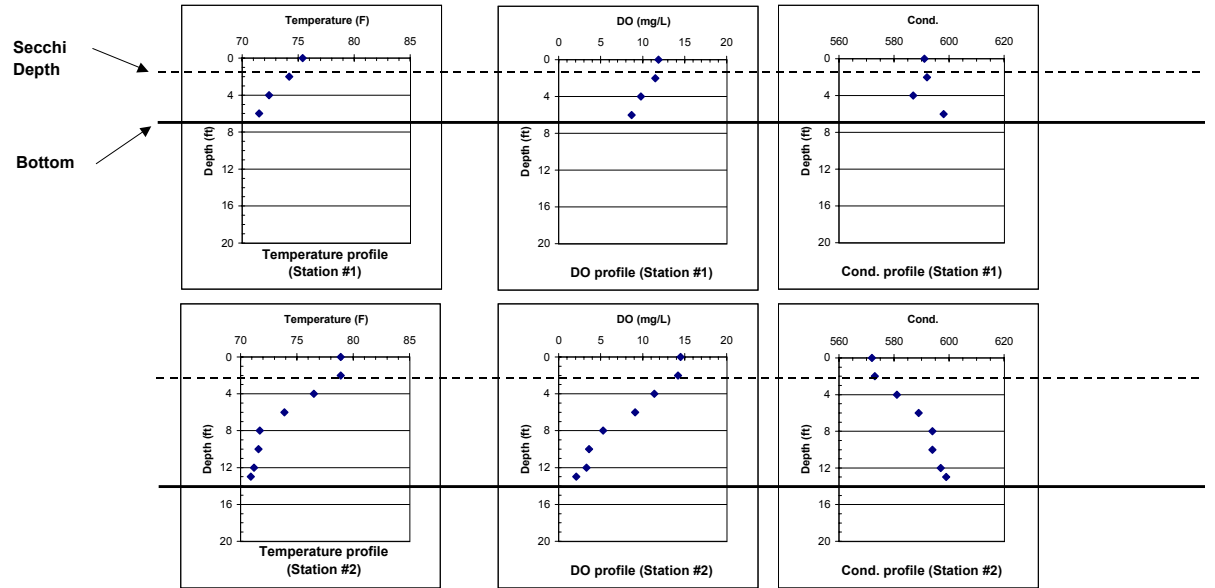 Secchi
Depth
Bottom
Temperature (F)
70 75 80 85
0
4
8
12
16
20
Depth (ft)
Temperature profile
(Station #1)
DO (mg/L)
0 5 10 15 20
0
4
8
12
16
20
Depth (ft)
DO profile (Station #1)
Cond.
560 580 600 620
0
4
8
12
16
20
Depth (ft)
Cond. profile (Station #1)
Temperature (F)
70 75 80 85
0
4
8
12
16
20
Depth (ft)
Temperature profile
(Station #2)
DO (mg/L)
0 5 10 15 20
0
4
8
12
16
20
Depth (ft)
DO profile (Station #2)
Cond.
560 580 600 620
0
4
8
12
16
20
Depth (ft)
Cond. profile (Station #2)